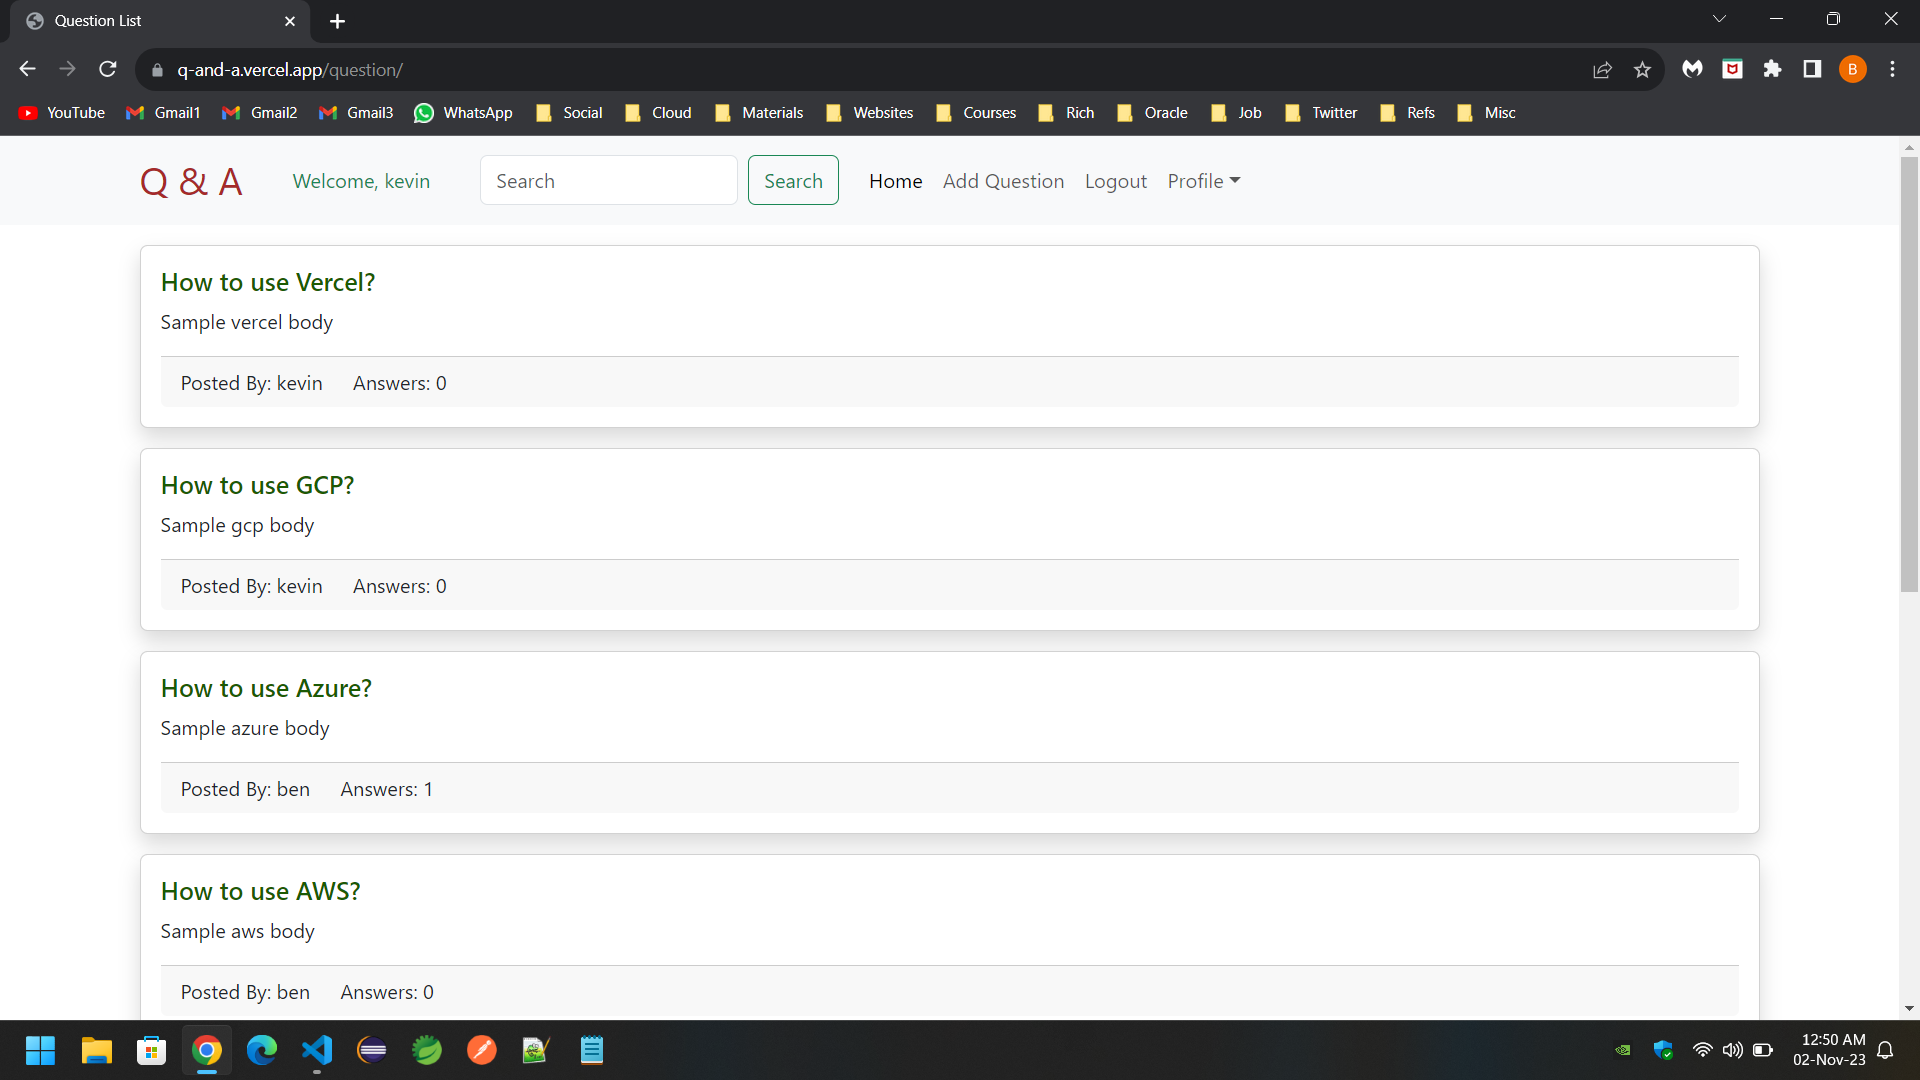 Question List
q-and-a.vercel.app/question/
YouTube Gmail1 Gmail2 Gmail3 WhatsApp Social Cloud Materials Websites Courses Rich Oracle Job Twitter Refs Misc
B
Q & A Welcome, kevin Search Search Home Add Question Logout Profile
How to use Vercel?
Sample vercel body
Posted By: kevin Answers: 0
How to use GCP?
Sample gcp body
Posted By: kevin Answers: 0
How to use Azure?
Sample azure body
Posted By: ben Answers: 1
How to use AWS?
Sample aws body
Posted By: ben Answers: 0
12:50 AM
02-Nov-23